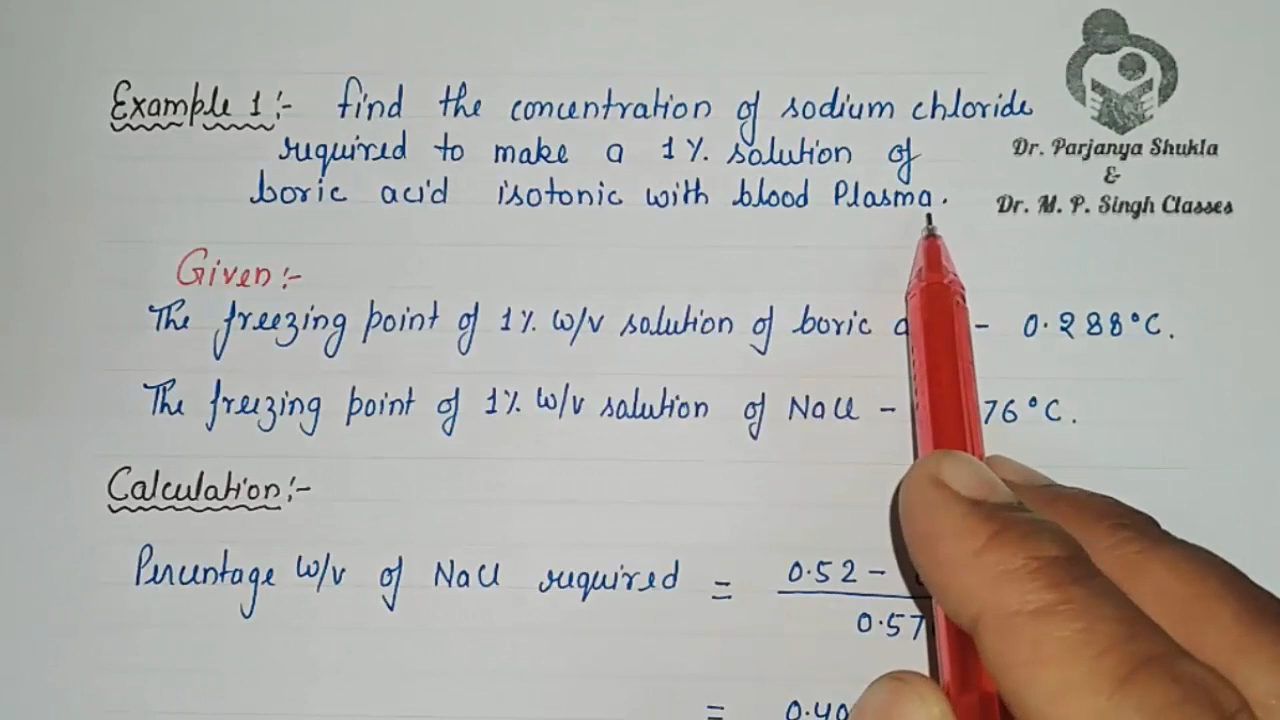 Example 1:- find the concentration of sodium chloride
required to make a 1% solution of
boric acid isotonic with blood Plasma.
Dr. Parjanya Shukla
&
Dr. M. P. Singh Classes
Given:-
The freezing point of 1% w/v solution of boric - 0.288°C.
The freezing point of 1% w/v solution of NaCl - 76°C.
Calculation:-
Percentage w/v of NaCl required = 0.52 -
0.57
= 0.40